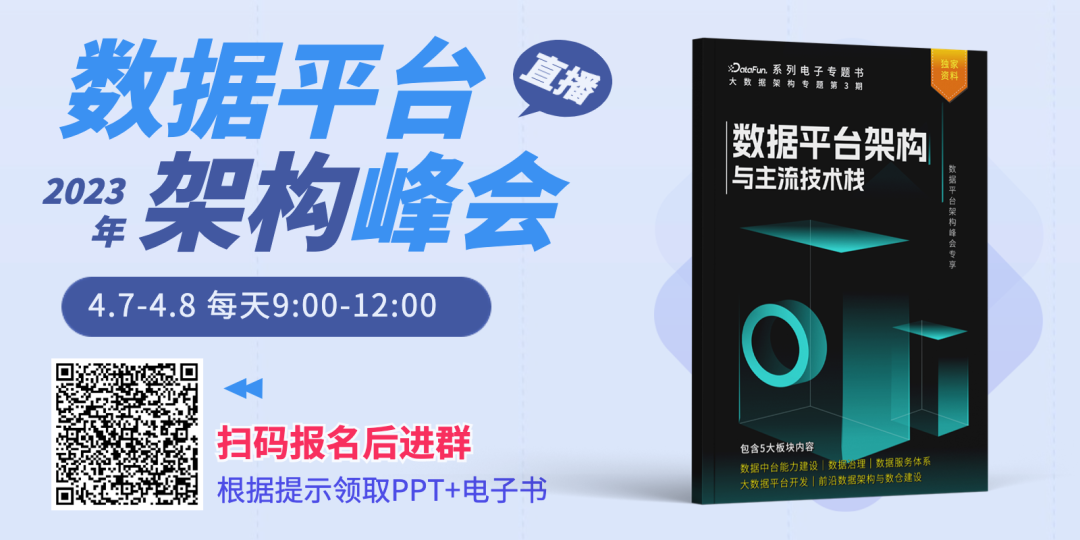 数据平台
直播
2023
年
架构峰会
4.7-4.8 每天9:00-12:00
扫码报名后进群
根据提示领取PPT+电子书
DataFun. 系列电子专题书
大数据架构专题第3期
独家
资料
数据平台架构
与主流技术栈
数据平台架构峰会专享
包含5大板块内容
数据中台能力建设｜数据治理｜数据服务体系
大数据平台开发｜前沿数据架构与数仓建设